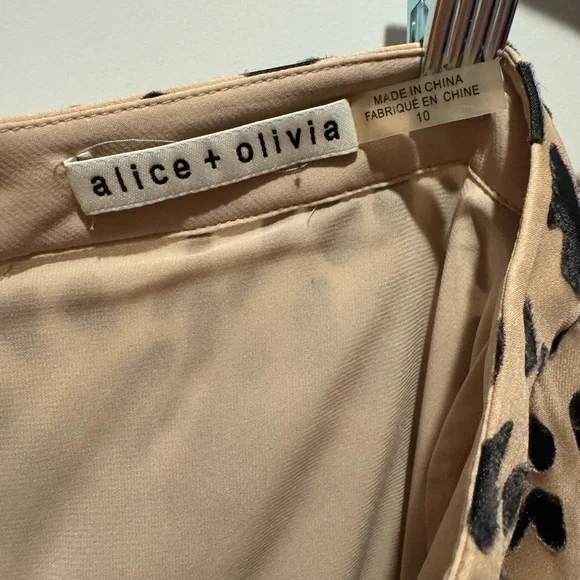 alice + olivia
MADE IN CHINA
FABRIQUÉ EN CHINE
10